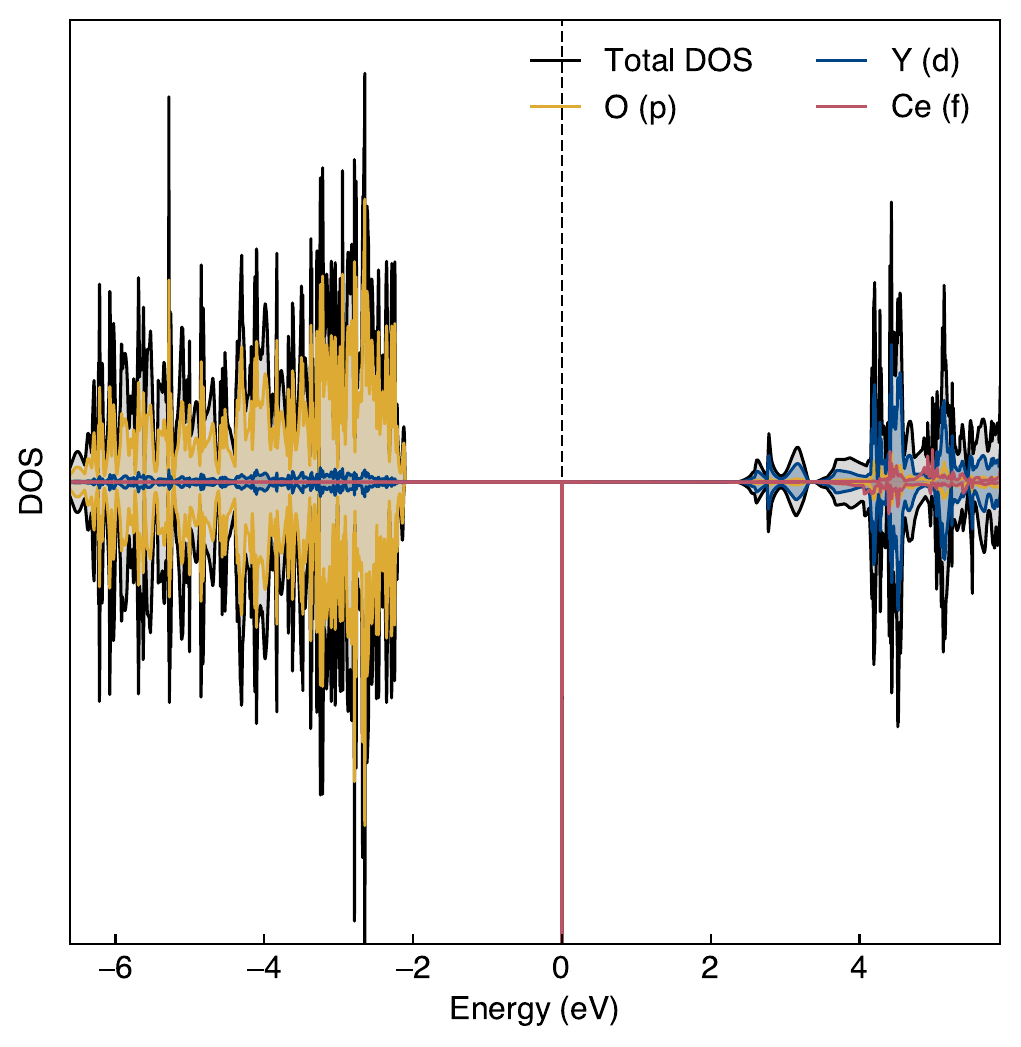 Total DOS
O (p)
Y (d)
Ce (f)
DOS
−6 −4 −2 0 2 4
Energy (eV)